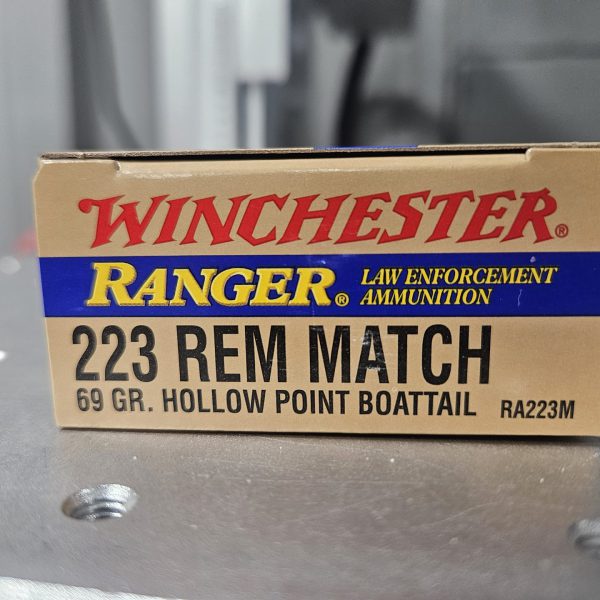 WINCHESTER®
RANGER® LAW ENFORCEMENT
AMMUNITION
223 REM MATCH
69 GR. HOLLOW POINT BOATTAIL RA223M